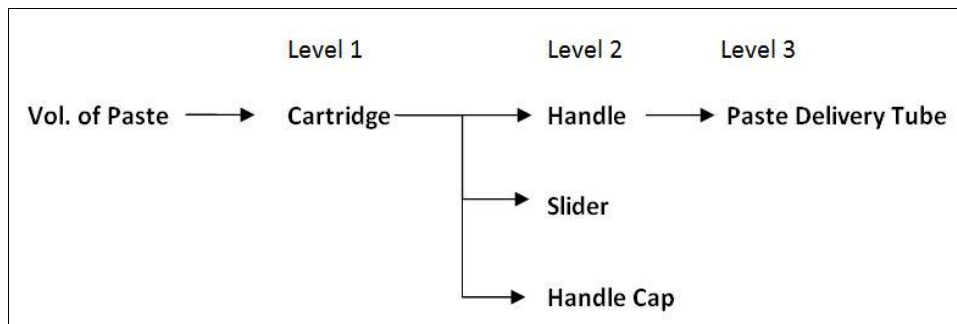 Level 1 Level 2 Level 3
Vol. of Paste Cartridge Handle Paste Delivery Tube
Slider
Handle Cap